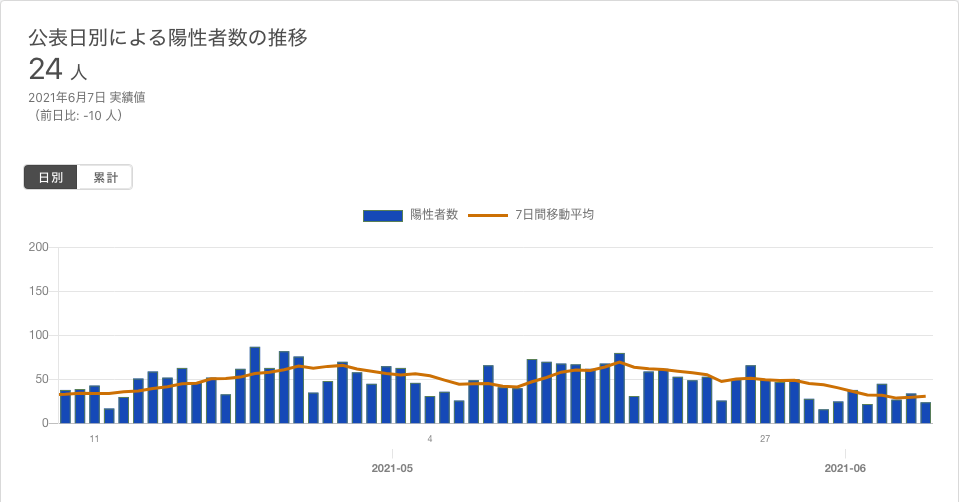 公表日別による陽性者数の推移
24 人
2021年6月7日 実績値
（前日比: -10 人）
日別 累計
陽性者数 7日間移動平均
200
150
100
50
0
11 4 27
2021-05 2021-06